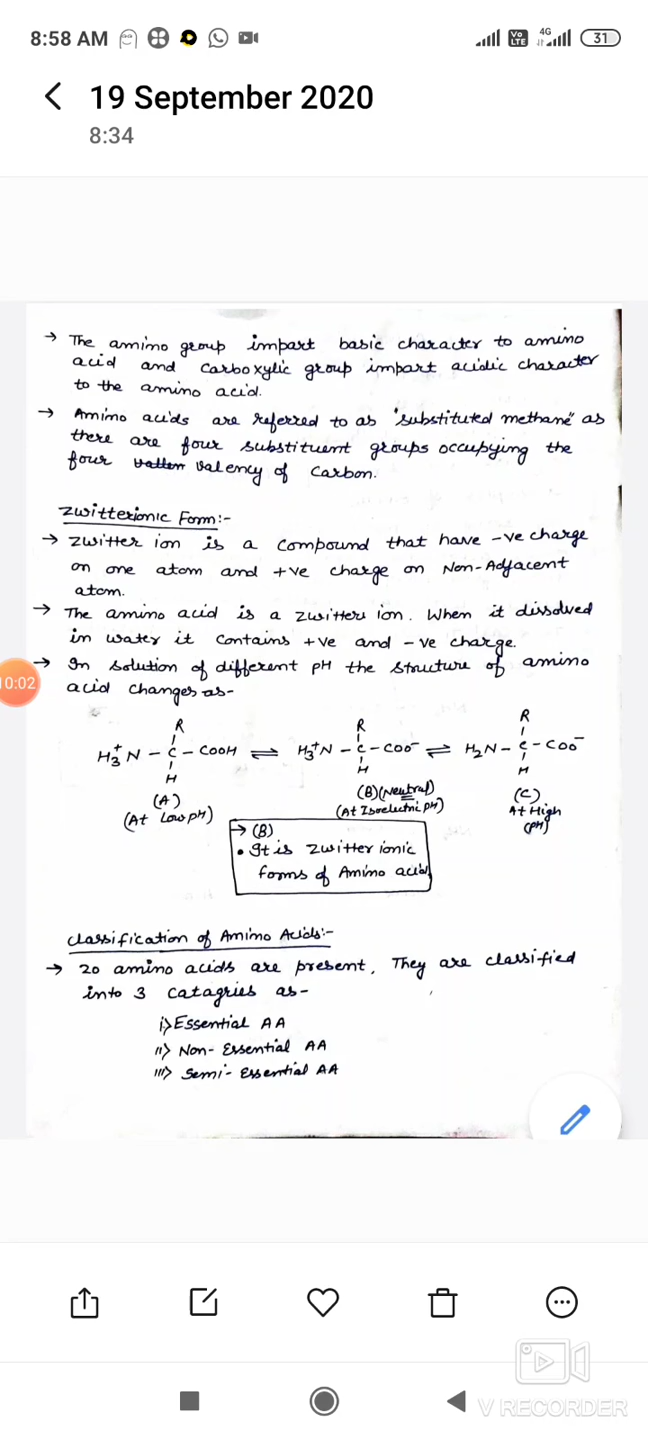 8:58 AM
Vo LTE 4G 31
19 September 2020
8:34
→ The amino group impart basic character to amino
acid and carboxylic group impart acidic character
to the amino acid.
→ Amino acids are referred to as 'substituted methane' as
there are four substituent groups occupying the
four valency of carbon.
Zwitterionic Form:-
→ Zwitter ion is a compound that have -ve charge
on one atom and +ve charge on Non-Adjacent
atom.
→ The amino acid is a zwitteri ion. When it dissolved
in water it contains +ve and -ve charge.
→ In solution of different pH the structure of amino
10:02
acid changes as-
R R R
H3+N - C - COOH ⇌ H3+N - C - COO- ⇌ H2N - C - COO-
H H H
(A) (B)(Neutral) (C)
(At Low pH) (At Isoelectric pH) At High (pH)
→ (B)
• It is zwitter ionic
forms of Amino acid
Classification of Amino Acids:-
→ 20 amino acids are present. They are classified
into 3 catagries as-
i> Essential AA
ii> Non-Essential AA
iii> Semi-Essential AA
V RECORDER